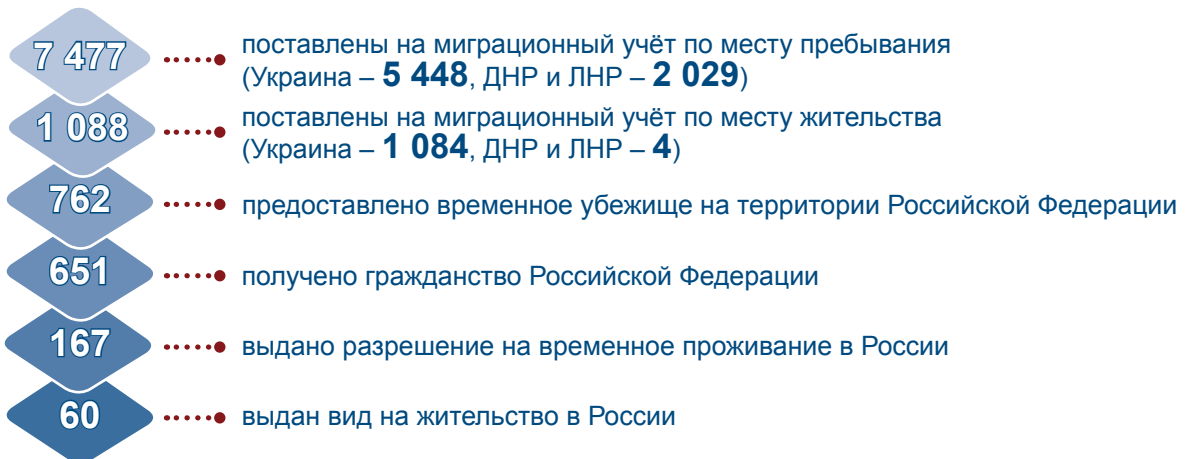 7 477
поставлены на миграционный учёт по месту пребывания
(Украина – 5 448, ДНР и ЛНР – 2 029)
1 088
поставлены на миграционный учёт по месту жительства
(Украина – 1 084, ДНР и ЛНР – 4)
762
предоставлено временное убежище на территории Российской Федерации
651
получено гражданство Российской Федерации
167
выдано разрешение на временное проживание в России
60
выдан вид на жительство в России